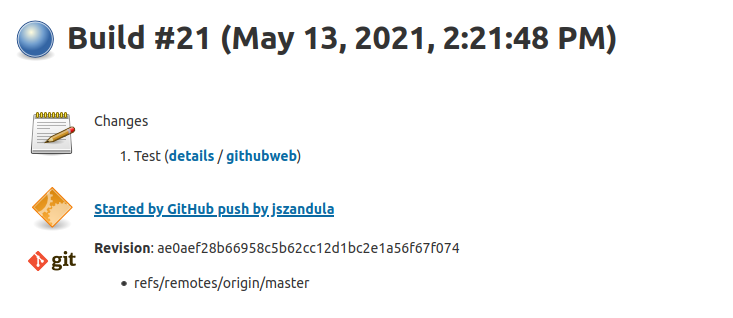 Build #21 (May 13, 2021, 2:21:48 PM)
Changes
1. Test (details / githubweb)
Started by GitHub push by jszandula
git
Revision: ae0aef28b66958c5b62cc12d1bc2e1a56f67f074
• refs/remotes/origin/master